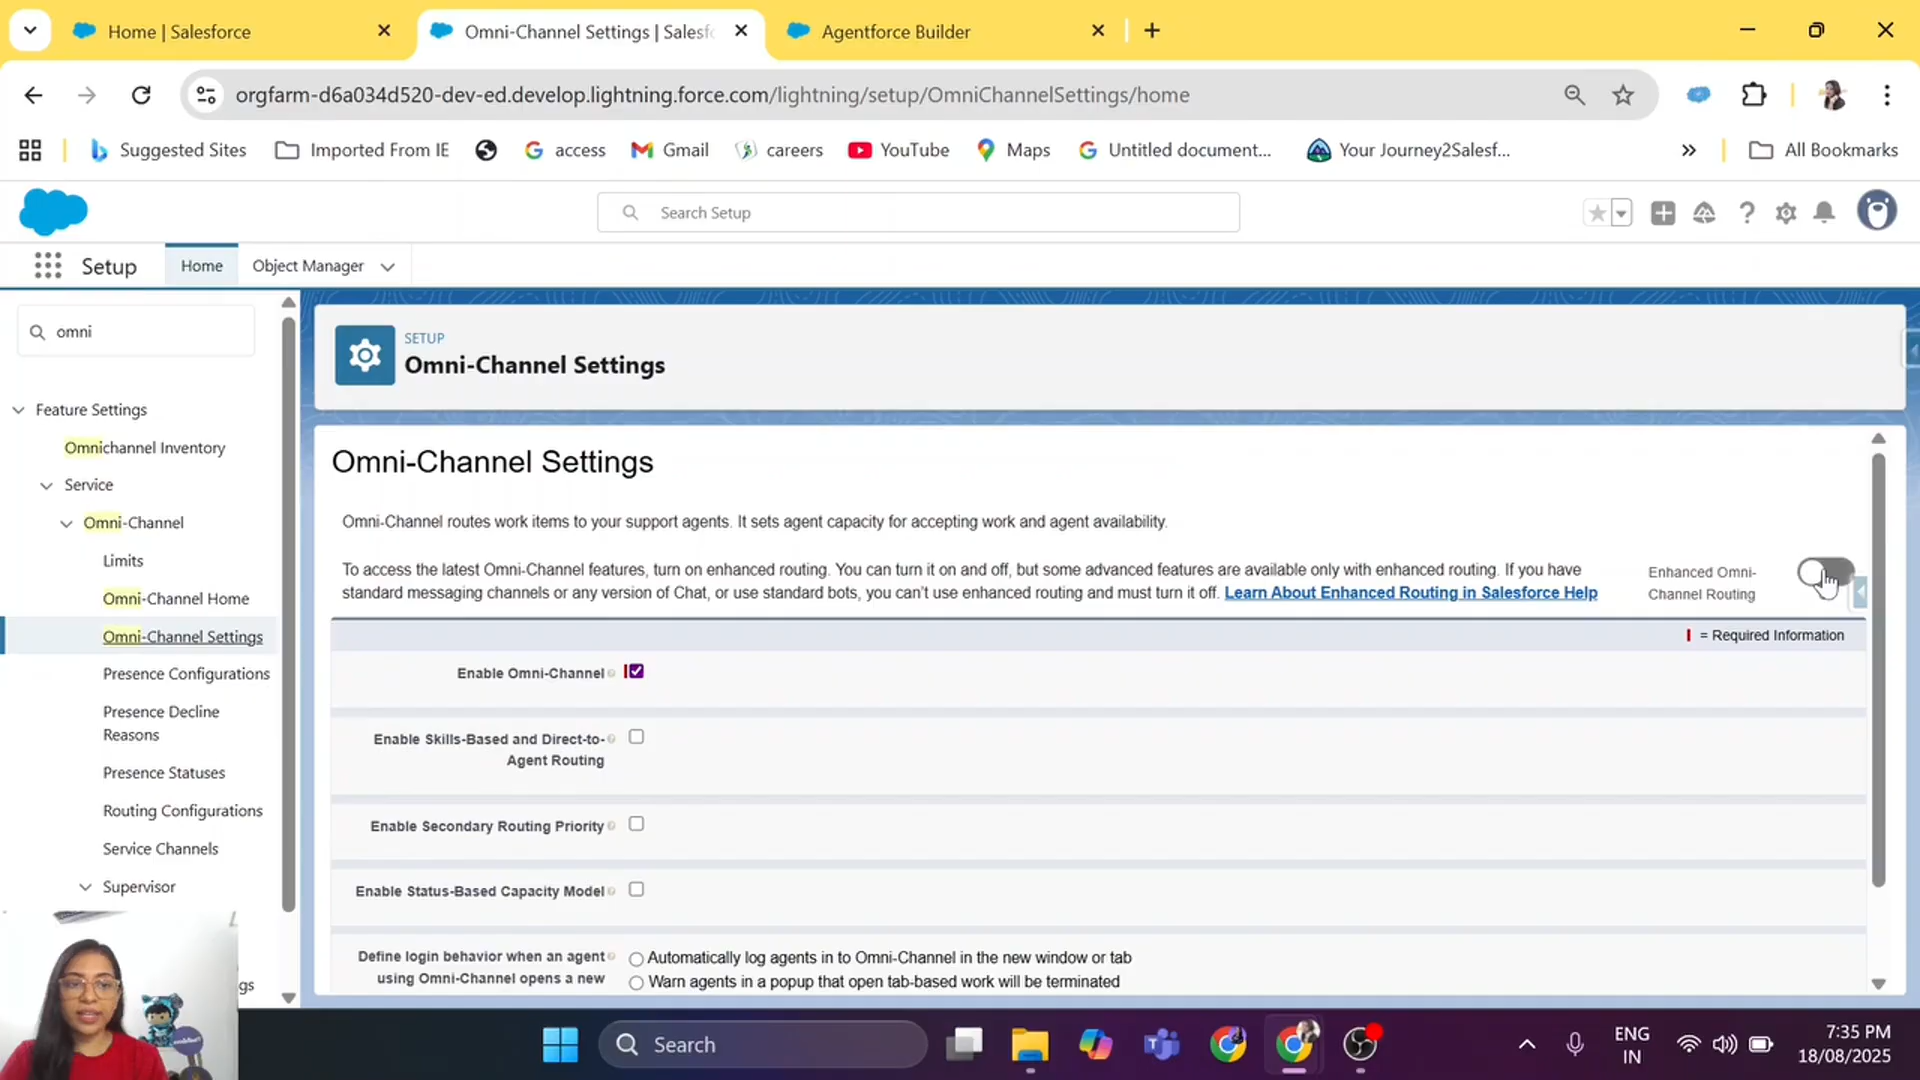 Home | Salesforce
Omni-Channel Settings | Salesf
Agentforce Builder
orgfarm-d6a034d520-dev-ed.develop.lightning.force.com/lightning/setup/OmniChannelSettings/home
Suggested Sites
Imported From IE
access
Gmail
careers
YouTube
Maps
Untitled document...
Your Journey2Salesf...
All Bookmarks
Search Setup
Setup
Home
Object Manager
omni
Feature Settings
Omnichannel Inventory
Service
Omni-Channel
Limits
Omni-Channel Home
Omni-Channel Settings
Presence Configurations
Presence Decline
Reasons
Presence Statuses
Routing Configurations
Service Channels
Supervisor
gs
SETUP
Omni-Channel Settings
Omni-Channel Settings
Omni-Channel routes work items to your support agents. It sets agent capacity for accepting work and agent availability.
To access the latest Omni-Channel features, turn on enhanced routing. You can turn it on and off, but some advanced features are available only with enhanced routing. If you have
standard messaging channels or any version of Chat, or use standard bots, you can't use enhanced routing and must turn it off. Learn About Enhanced Routing in Salesforce Help
Enhanced Omni-
Channel Routing
= Required Information
Enable Omni-Channel
Enable Skills-Based and Direct-to-
Agent Routing
Enable Secondary Routing Priority
Enable Status-Based Capacity Model
Define login behavior when an agent
using Omni-Channel opens a new
Automatically log agents in to Omni-Channel in the new window or tab
Warn agents in a popup that open tab-based work will be terminated
Search
ENG
IN
7:35 PM
18/08/2025